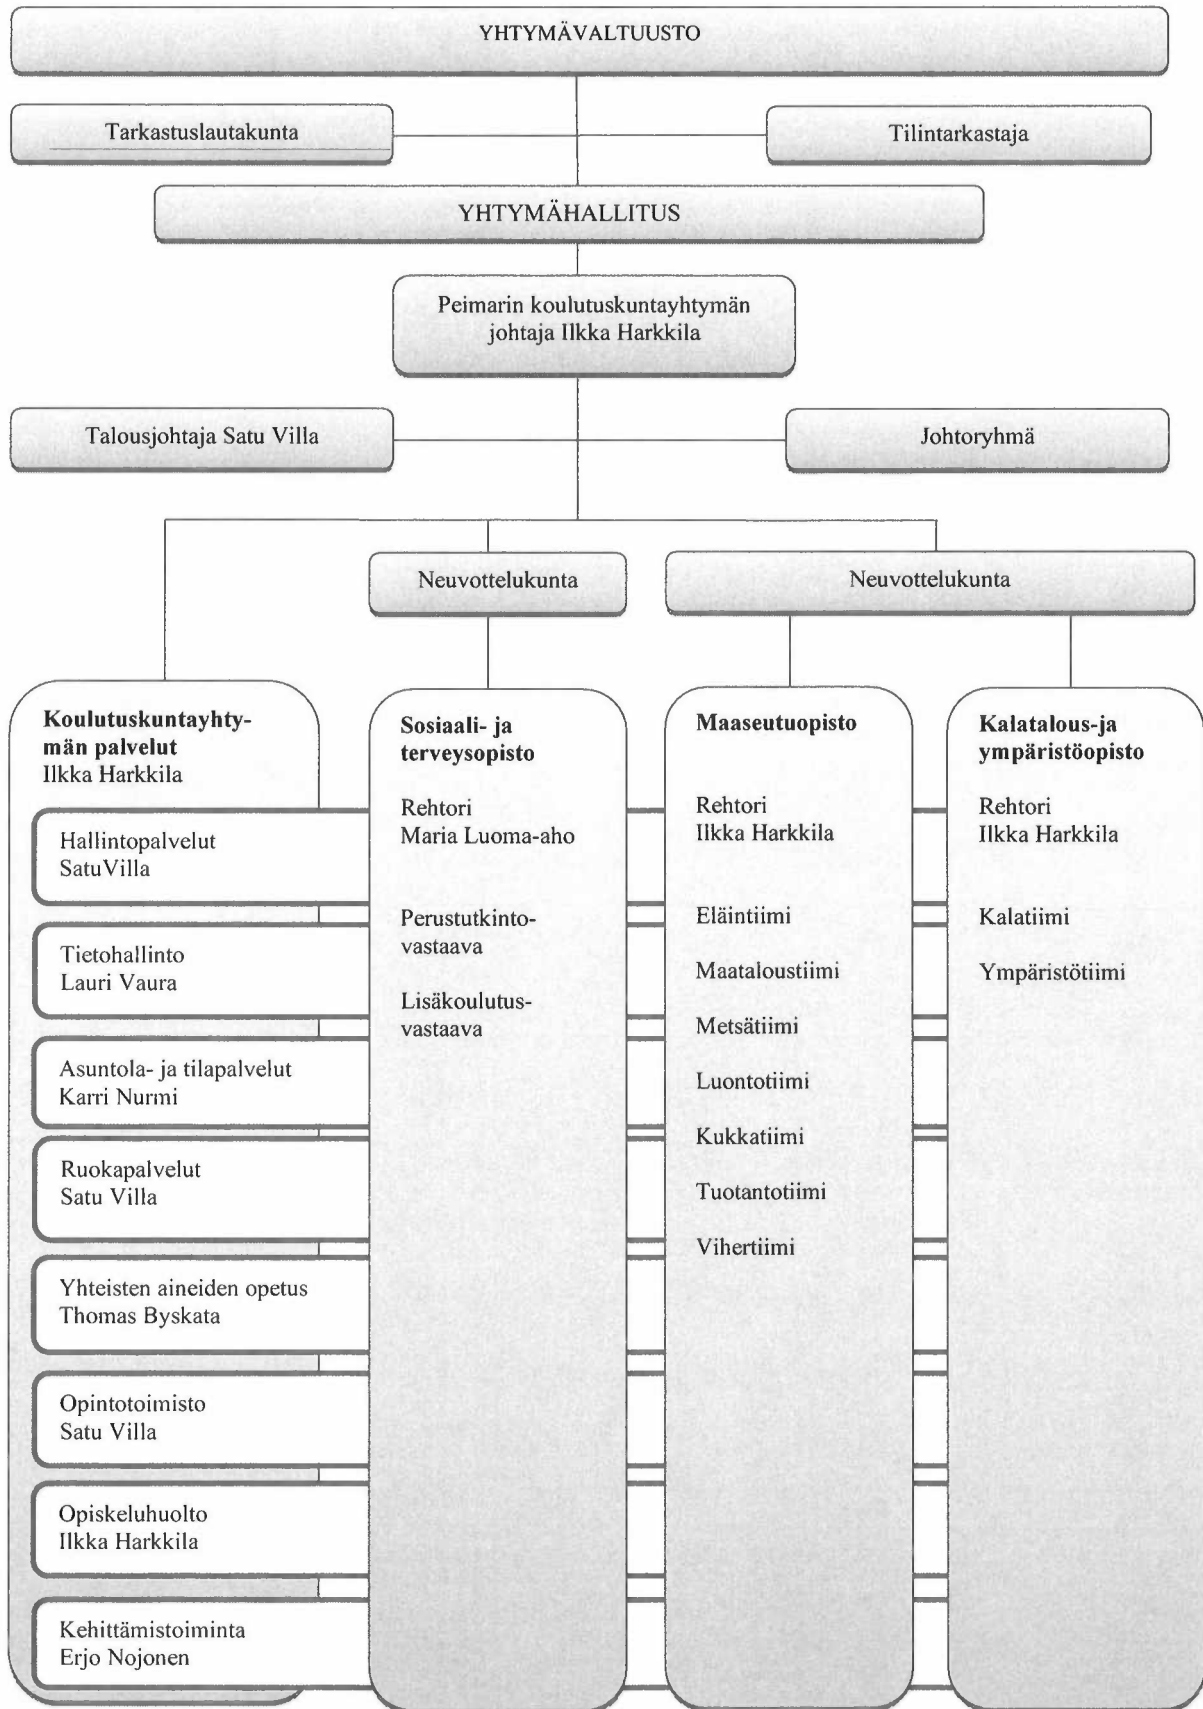 YHTYMÄVALTUUSTO
Tarkastuslautakunta
Tilintarkastaja
YHTYMÄHALLITUS
Peimarin koulutuskuntayhtymän
johtaja Ilkka Harkkila
Talousjohtaja Satu Villa
Johtoryhmä
Neuvottelukunta
Neuvottelukunta
Koulutuskuntayhty-
män palvelut
Ilkka Harkkila
Hallintopalvelut
SatuVilla
Tietohallinto
Lauri Vaura
Asuntola- ja tilapalvelut
Karri Nurmi
Ruokapalvelut
Satu Villa
Yhteisten aineiden opetus
Thomas Byskata
Opintotoimisto
Satu Villa
Opiskeluhuolto
Ilkka Harkkila
Kehittämistoiminta
Erjo Nojonen
Sosiaali- ja
terveysopisto
Rehtori
Maria Luoma-aho
Perustutkinto-
vastaava
Lisäkoulutus-
vastaava
Maaseutuopisto
Rehtori
Ilkka Harkkila
Eläintiimi
Maataloustiimi
Metsätiimi
Luontotiimi
Kukkatiimi
Tuotantotiimi
Vihertiimi
Kalatalous-ja
ympäristöopisto
Rehtori
Ilkka Harkkila
Kalatiimi
Ympäristötiimi